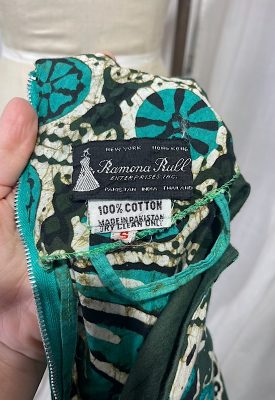 NEW YORK HONG KONG
Ramona Rull
ENTERPRISES INC.
PAKISTAN INDIA THAILAND
100% COTTON
MADE IN PAKISTAN
DRY CLEAN ONLY
S